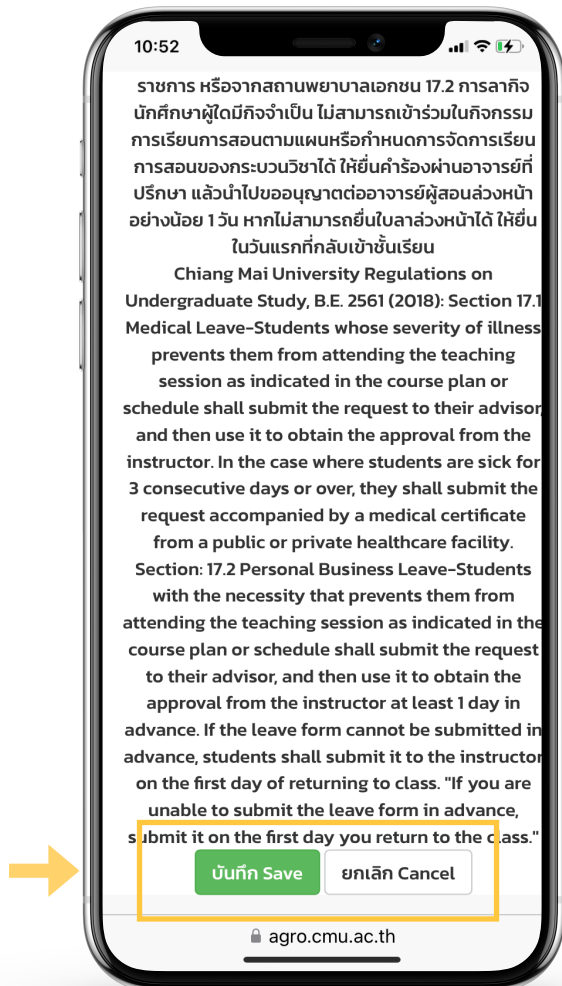 10:52
ราชการ หรือจากสถานพยาบาลเอกชน 17.2 การลากิจ
นักศึกษาผู้ใดมีกิจจำเป็น ไม่สามารถเข้าร่วมในกิจกรรม
การเรียนการสอนตามแผนหรือกำหนดการจัดการเรียน
การสอนของกระบวนวิชาได้ ให้ยื่นคำร้องผ่านอาจารย์ที่
ปรึกษา แล้วนำไปขออนุญาตต่ออาจารย์ผู้สอนล่วงหน้า
อย่างน้อย 1 วัน หากไม่สามารถยื่นใบลาล่วงหน้าได้ ให้ยื่น
ในวันแรกที่กลับเข้าชั้นเรียน
Chiang Mai University Regulations on
Undergraduate Study, B.E. 2561 (2018): Section 17.1
Medical Leave-Students whose severity of illness
prevents them from attending the teaching
session as indicated in the course plan or
schedule shall submit the request to their advisor,
and then use it to obtain the approval from the
instructor. In the case where students are sick for
3 consecutive days or over, they shall submit the
request accompanied by a medical certificate
from a public or private healthcare facility.
Section: 17.2 Personal Business Leave-Students
with the necessity that prevents them from
attending the teaching session as indicated in the
course plan or schedule shall submit the request
to their advisor, and then use it to obtain the
approval from the instructor at least 1 day in
advance. If the leave form cannot be submitted in
advance, students shall submit it to the instructor
on the first day of returning to class. "If you are
unable to submit the leave form in advance,
submit it on the first day you return to the class."
บันทึก Save ยกเลิก Cancel
agro.cmu.ac.th